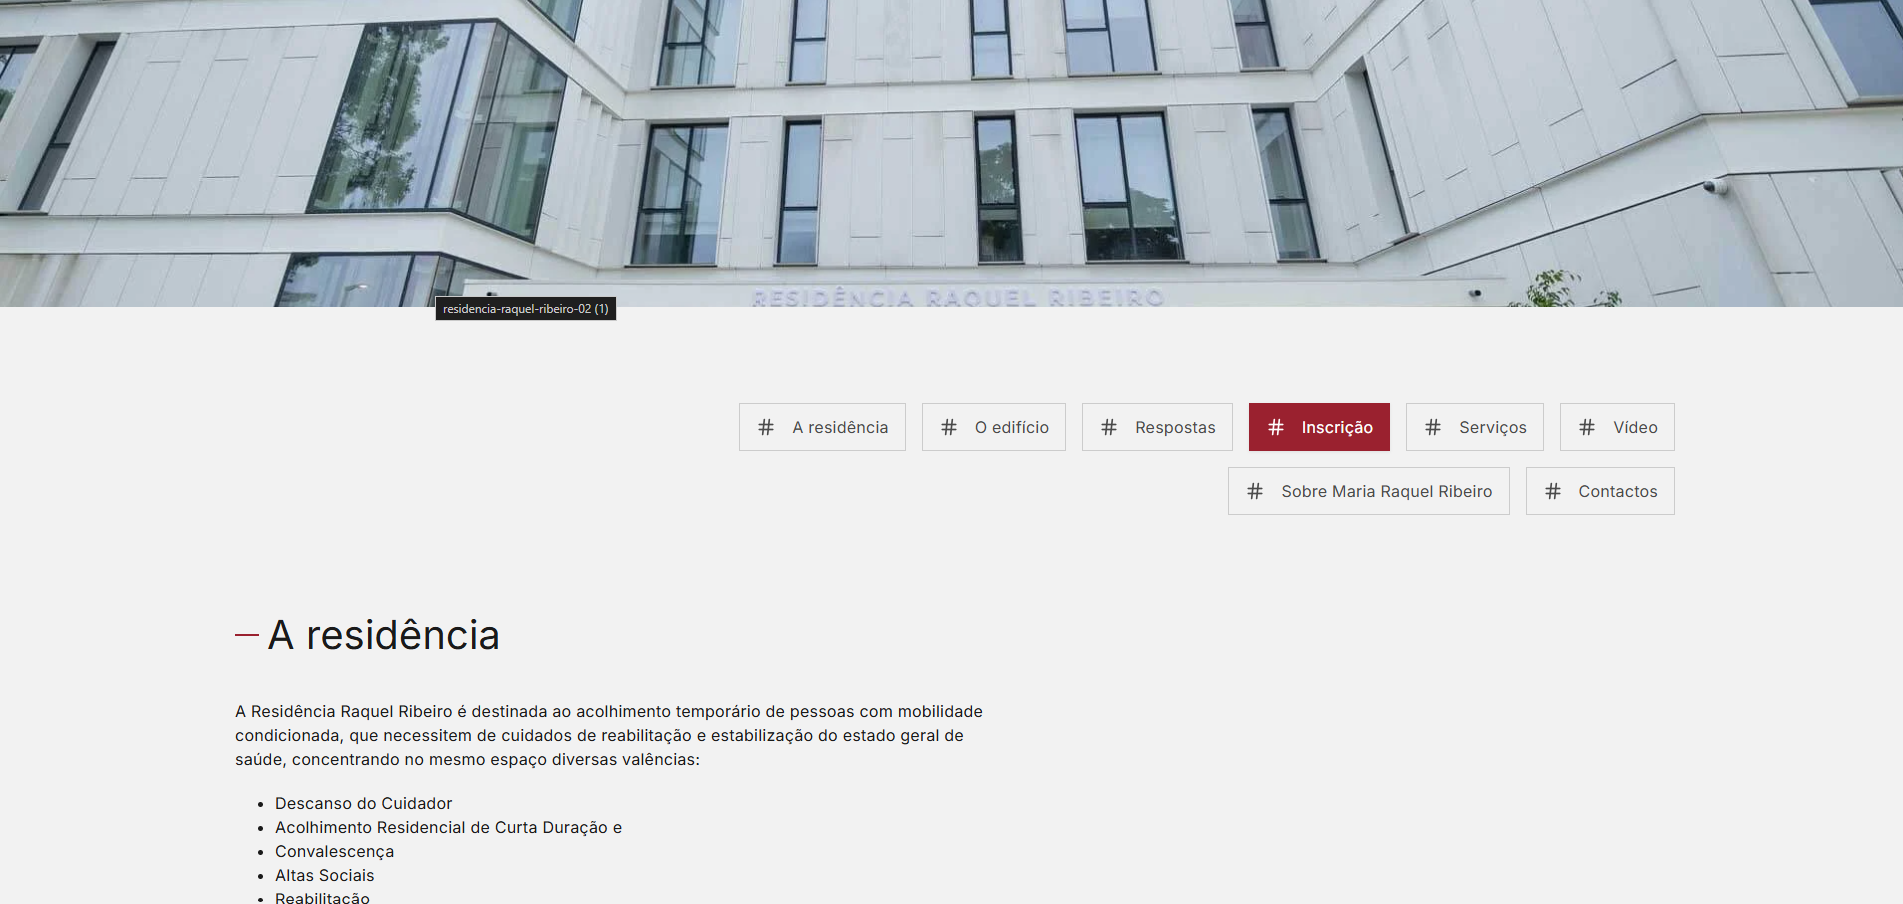 RESIDÊNCIA RAQUEL RIBEIRO
residencia-raquel-ribeiro-02 (1)
# A residência
# O edifício
# Respostas
# Inscrição
# Serviços
# Vídeo
# Sobre Maria Raquel Ribeiro
# Contactos
— A residência
A Residência Raquel Ribeiro é destinada ao acolhimento temporário de pessoas com mobilidade
condicionada, que necessitem de cuidados de reabilitação e estabilização do estado geral de
saúde, concentrando no mesmo espaço diversas valências:
• Descanso do Cuidador
• Acolhimento Residencial de Curta Duração e
• Convalescença
• Altas Sociais
• Reabilitação